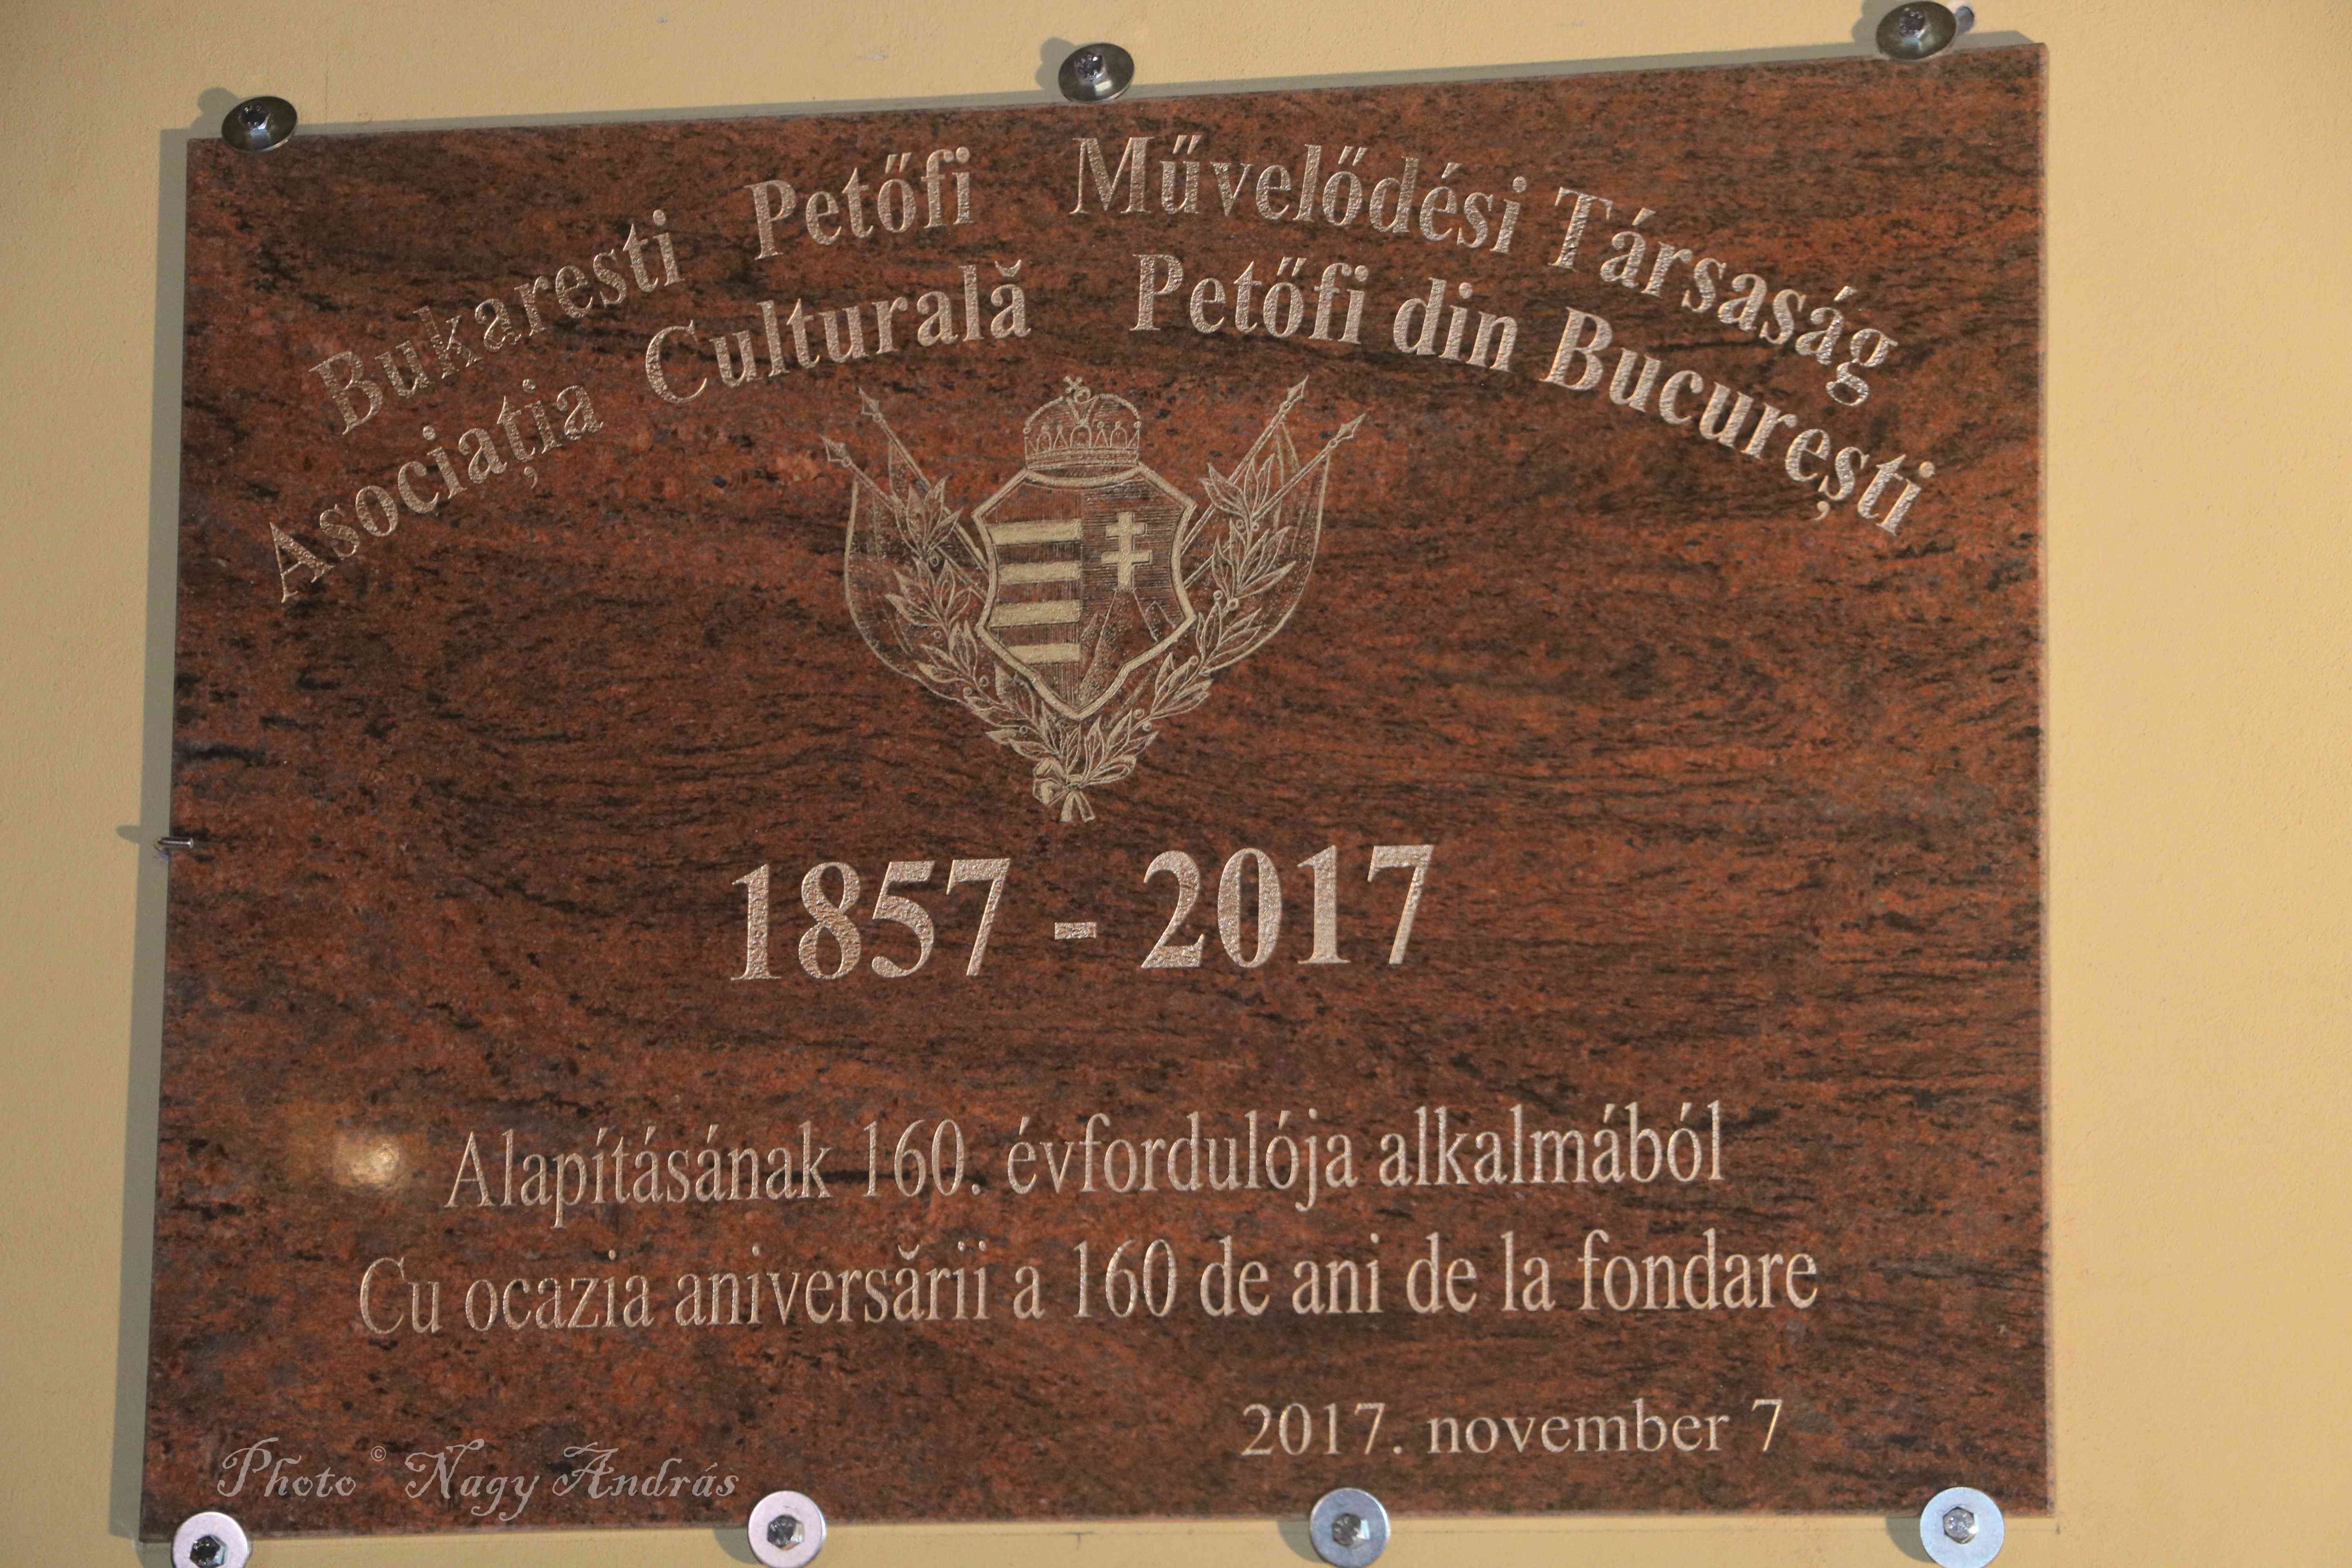 Bukaresti Petőfi Művelődési Társaság
Asociația Culturală Petőfi din București
1857 - 2017
Alapításának 160. évfordulója alkalmából
Cu ocazia aniversării a 160 de ani de la fondare
2017. november 7
Photo © Nagy András